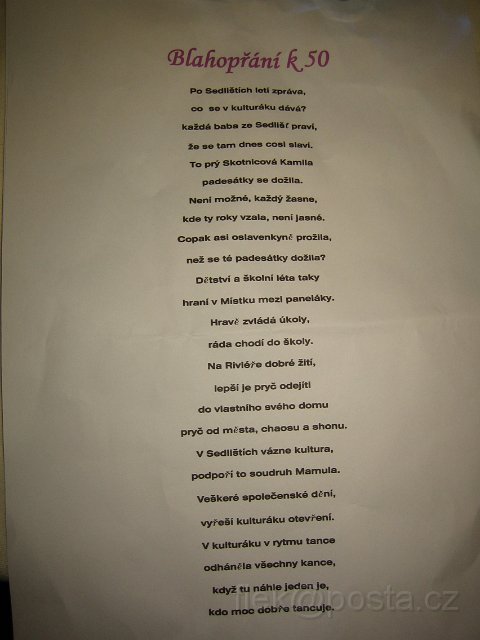 Blahopřání k 50
Po Sedlištích letí zpráva,
co se v kulturáku dává?
každá baba ze Sedlišť praví,
že se tam dnes cosi slaví.
To prý Skotnicová Kamila
padesátky se dožila.
Není možné, každý žasne,
kde ty roky vzala, není jasné.
Copak asi oslavenkyně prožila,
než se té padesátky dožila?
Dětství a školní léta taky
hraní v Místku mezi paneláky.
Hravě zvládá úkoly,
ráda chodí do školy.
Na Riviéře dobré žití,
lepší je pryč odejíti
do vlastního svého domu
pryč od města, chaosu a shonu.
V Sedlištích vázne kultura,
podpoří to soudruh Mamula.
Veškeré společenské dění,
vyřeší kulturáku otevření.
V kulturáku v rytmu tance
odháněla všechny kance,
když tu náhle jeden je,
kdo moc dobře tancuje.
jlek@posta.cz